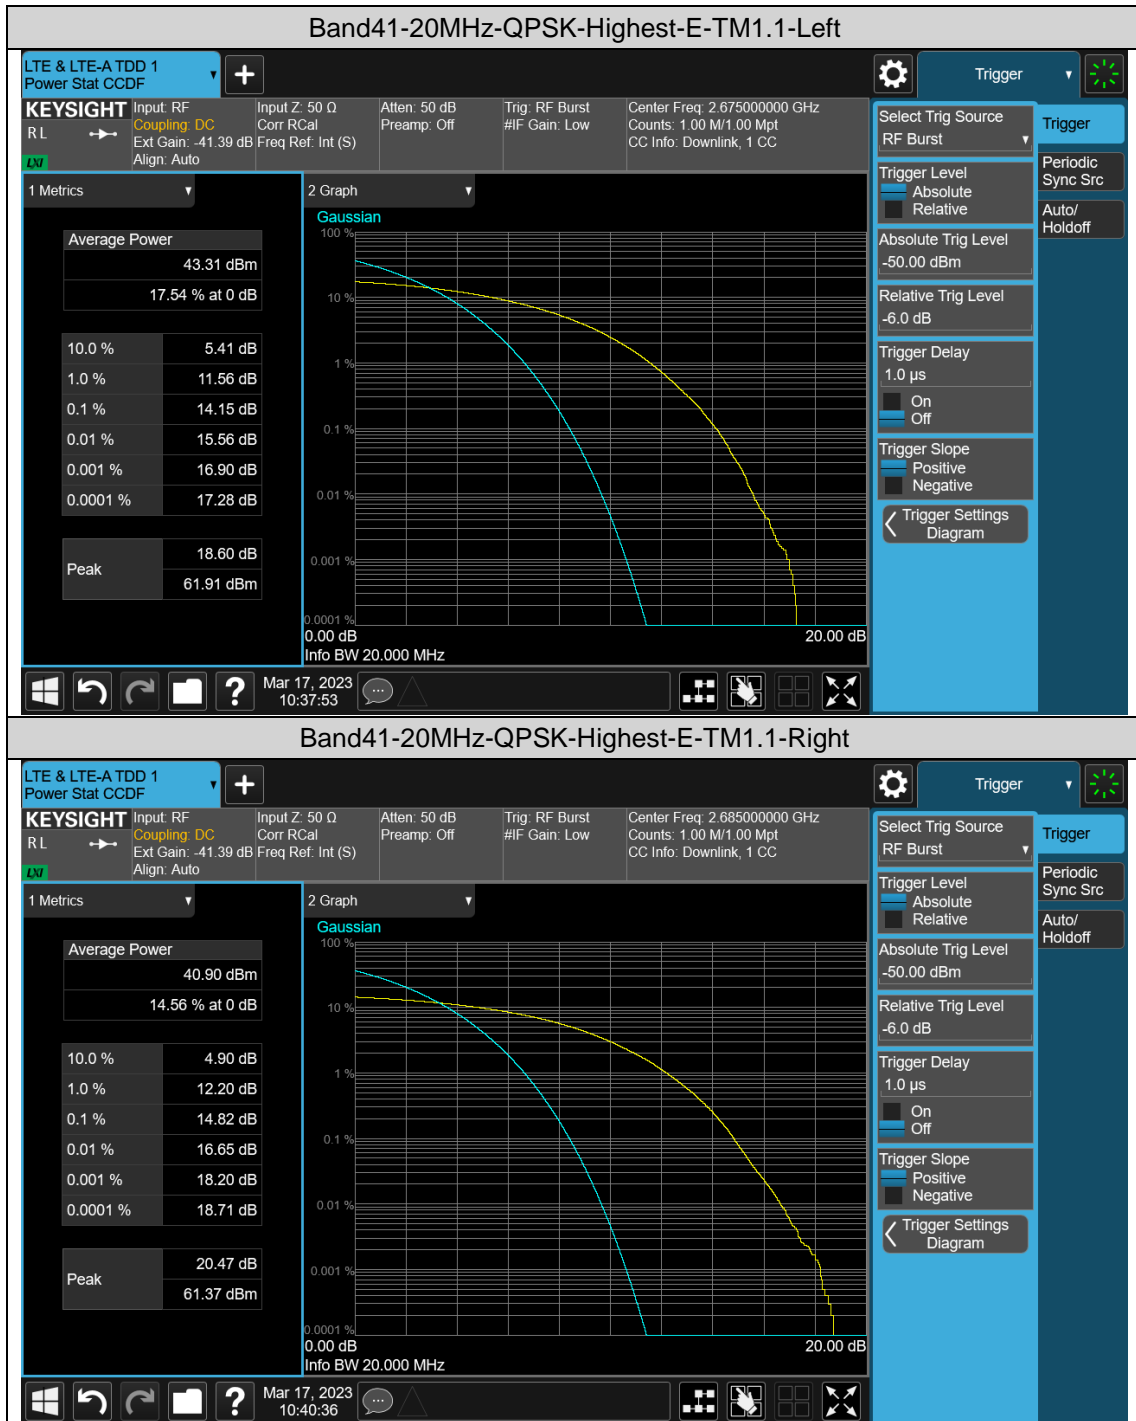 Band41-20MHz-QPSK-Highest-E-TM1.1-Left
LTE & LTE-A TDD 1
Power Stat CCDF
Trigger
KEYSIGHT
RL
LXI
Input: RF
Coupling: DC
Ext Gain: -41.39 dB
Align: Auto
Input Z: 50 Ω
Corr RCal
Freq Ref: Int (S)
Atten: 50 dB
Preamp: Off
Trig: RF Burst
#IF Gain: Low
Center Freq: 2.675000000 GHz
Counts: 1.00 M/1.00 Mpt
CC Info: Downlink, 1 CC
1 Metrics
Average Power
43.31 dBm
17.54 % at 0 dB
10.0 % 5.41 dB
1.0 % 11.56 dB
0.1 % 14.15 dB
0.01 % 15.56 dB
0.001 % 16.90 dB
0.0001 % 17.28 dB
Peak
18.60 dB
61.91 dBm
2 Graph
Gaussian
100 %
10 %
1 %
0.1 %
0.01 %
0.001 %
0.0001 %
0.00 dB 20.00 dB
Info BW 20.000 MHz
Select Trig Source
RF Burst
Trigger Level
Absolute
Relative
Absolute Trig Level
-50.00 dBm
Relative Trig Level
-6.0 dB
Trigger Delay
1.0 µs
On
Off
Trigger Slope
Positive
Negative
Trigger Settings
Diagram
Trigger
Periodic
Sync Src
Auto/
Holdoff
?
Mar 17, 2023
10:37:53
Band41-20MHz-QPSK-Highest-E-TM1.1-Right
LTE & LTE-A TDD 1
Power Stat CCDF
Trigger
KEYSIGHT
RL
LXI
Input: RF
Coupling: DC
Ext Gain: -41.39 dB
Align: Auto
Input Z: 50 Ω
Corr RCal
Freq Ref: Int (S)
Atten: 50 dB
Preamp: Off
Trig: RF Burst
#IF Gain: Low
Center Freq: 2.685000000 GHz
Counts: 1.00 M/1.00 Mpt
CC Info: Downlink, 1 CC
1 Metrics
Average Power
40.90 dBm
14.56 % at 0 dB
10.0 % 4.90 dB
1.0 % 12.20 dB
0.1 % 14.82 dB
0.01 % 16.65 dB
0.001 % 18.20 dB
0.0001 % 18.71 dB
Peak
20.47 dB
61.37 dBm
2 Graph
Gaussian
100 %
10 %
1 %
0.1 %
0.01 %
0.001 %
0.0001 %
0.00 dB 20.00 dB
Info BW 20.000 MHz
Select Trig Source
RF Burst
Trigger Level
Absolute
Relative
Absolute Trig Level
-50.00 dBm
Relative Trig Level
-6.0 dB
Trigger Delay
1.0 µs
On
Off
Trigger Slope
Positive
Negative
Trigger Settings
Diagram
Trigger
Periodic
Sync Src
Auto/
Holdoff
?
Mar 17, 2023
10:40:36